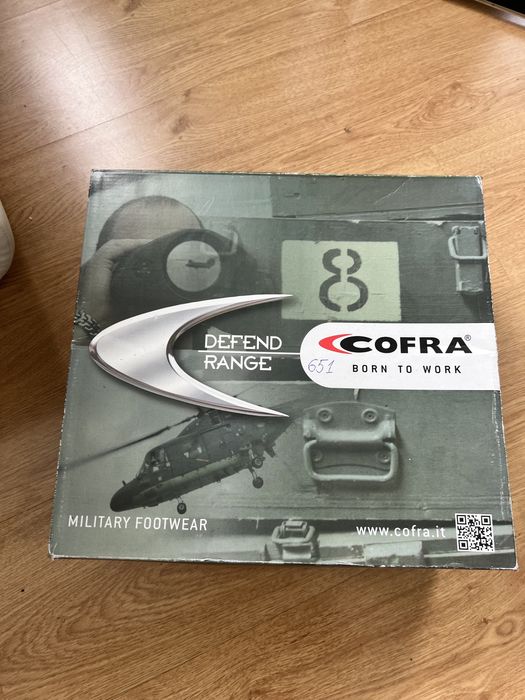 8
DEFEND
RANGE
COFRA®
651
BORN TO WORK
MILITARY FOOTWEAR
www.cofra.it